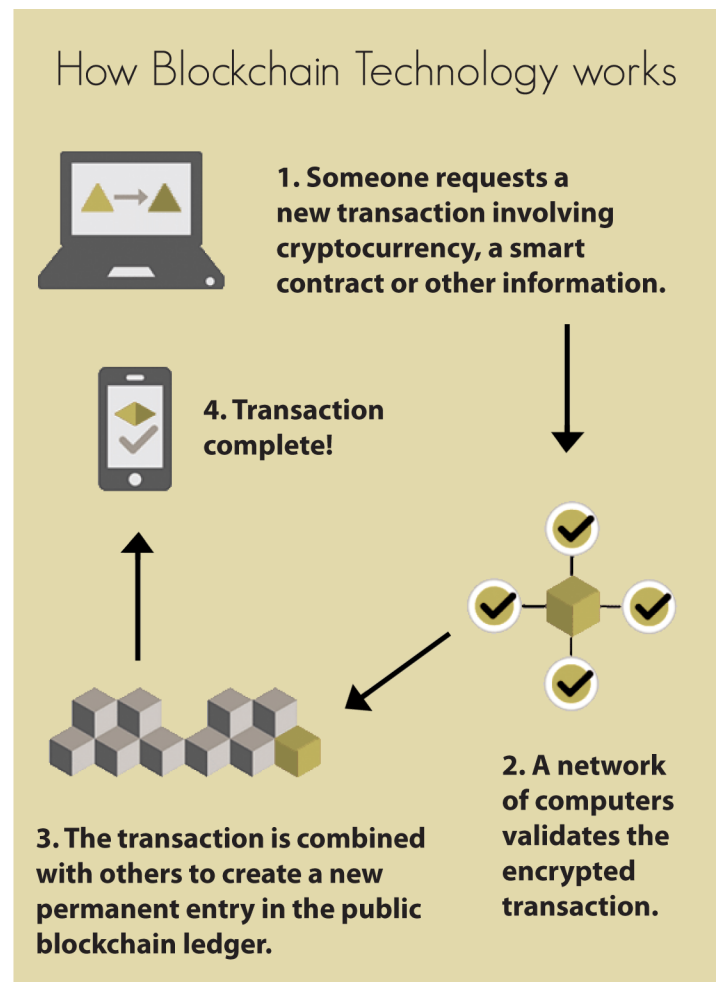 How Blockchain Technology works
1. Someone requests a
new transaction involving
cryptocurrency, a smart
contract or other information.
2. A network
of computers
validates the
encrypted
transaction.
3. The transaction is combined
with others to create a new
permanent entry in the public
blockchain ledger.
4. Transaction
complete!